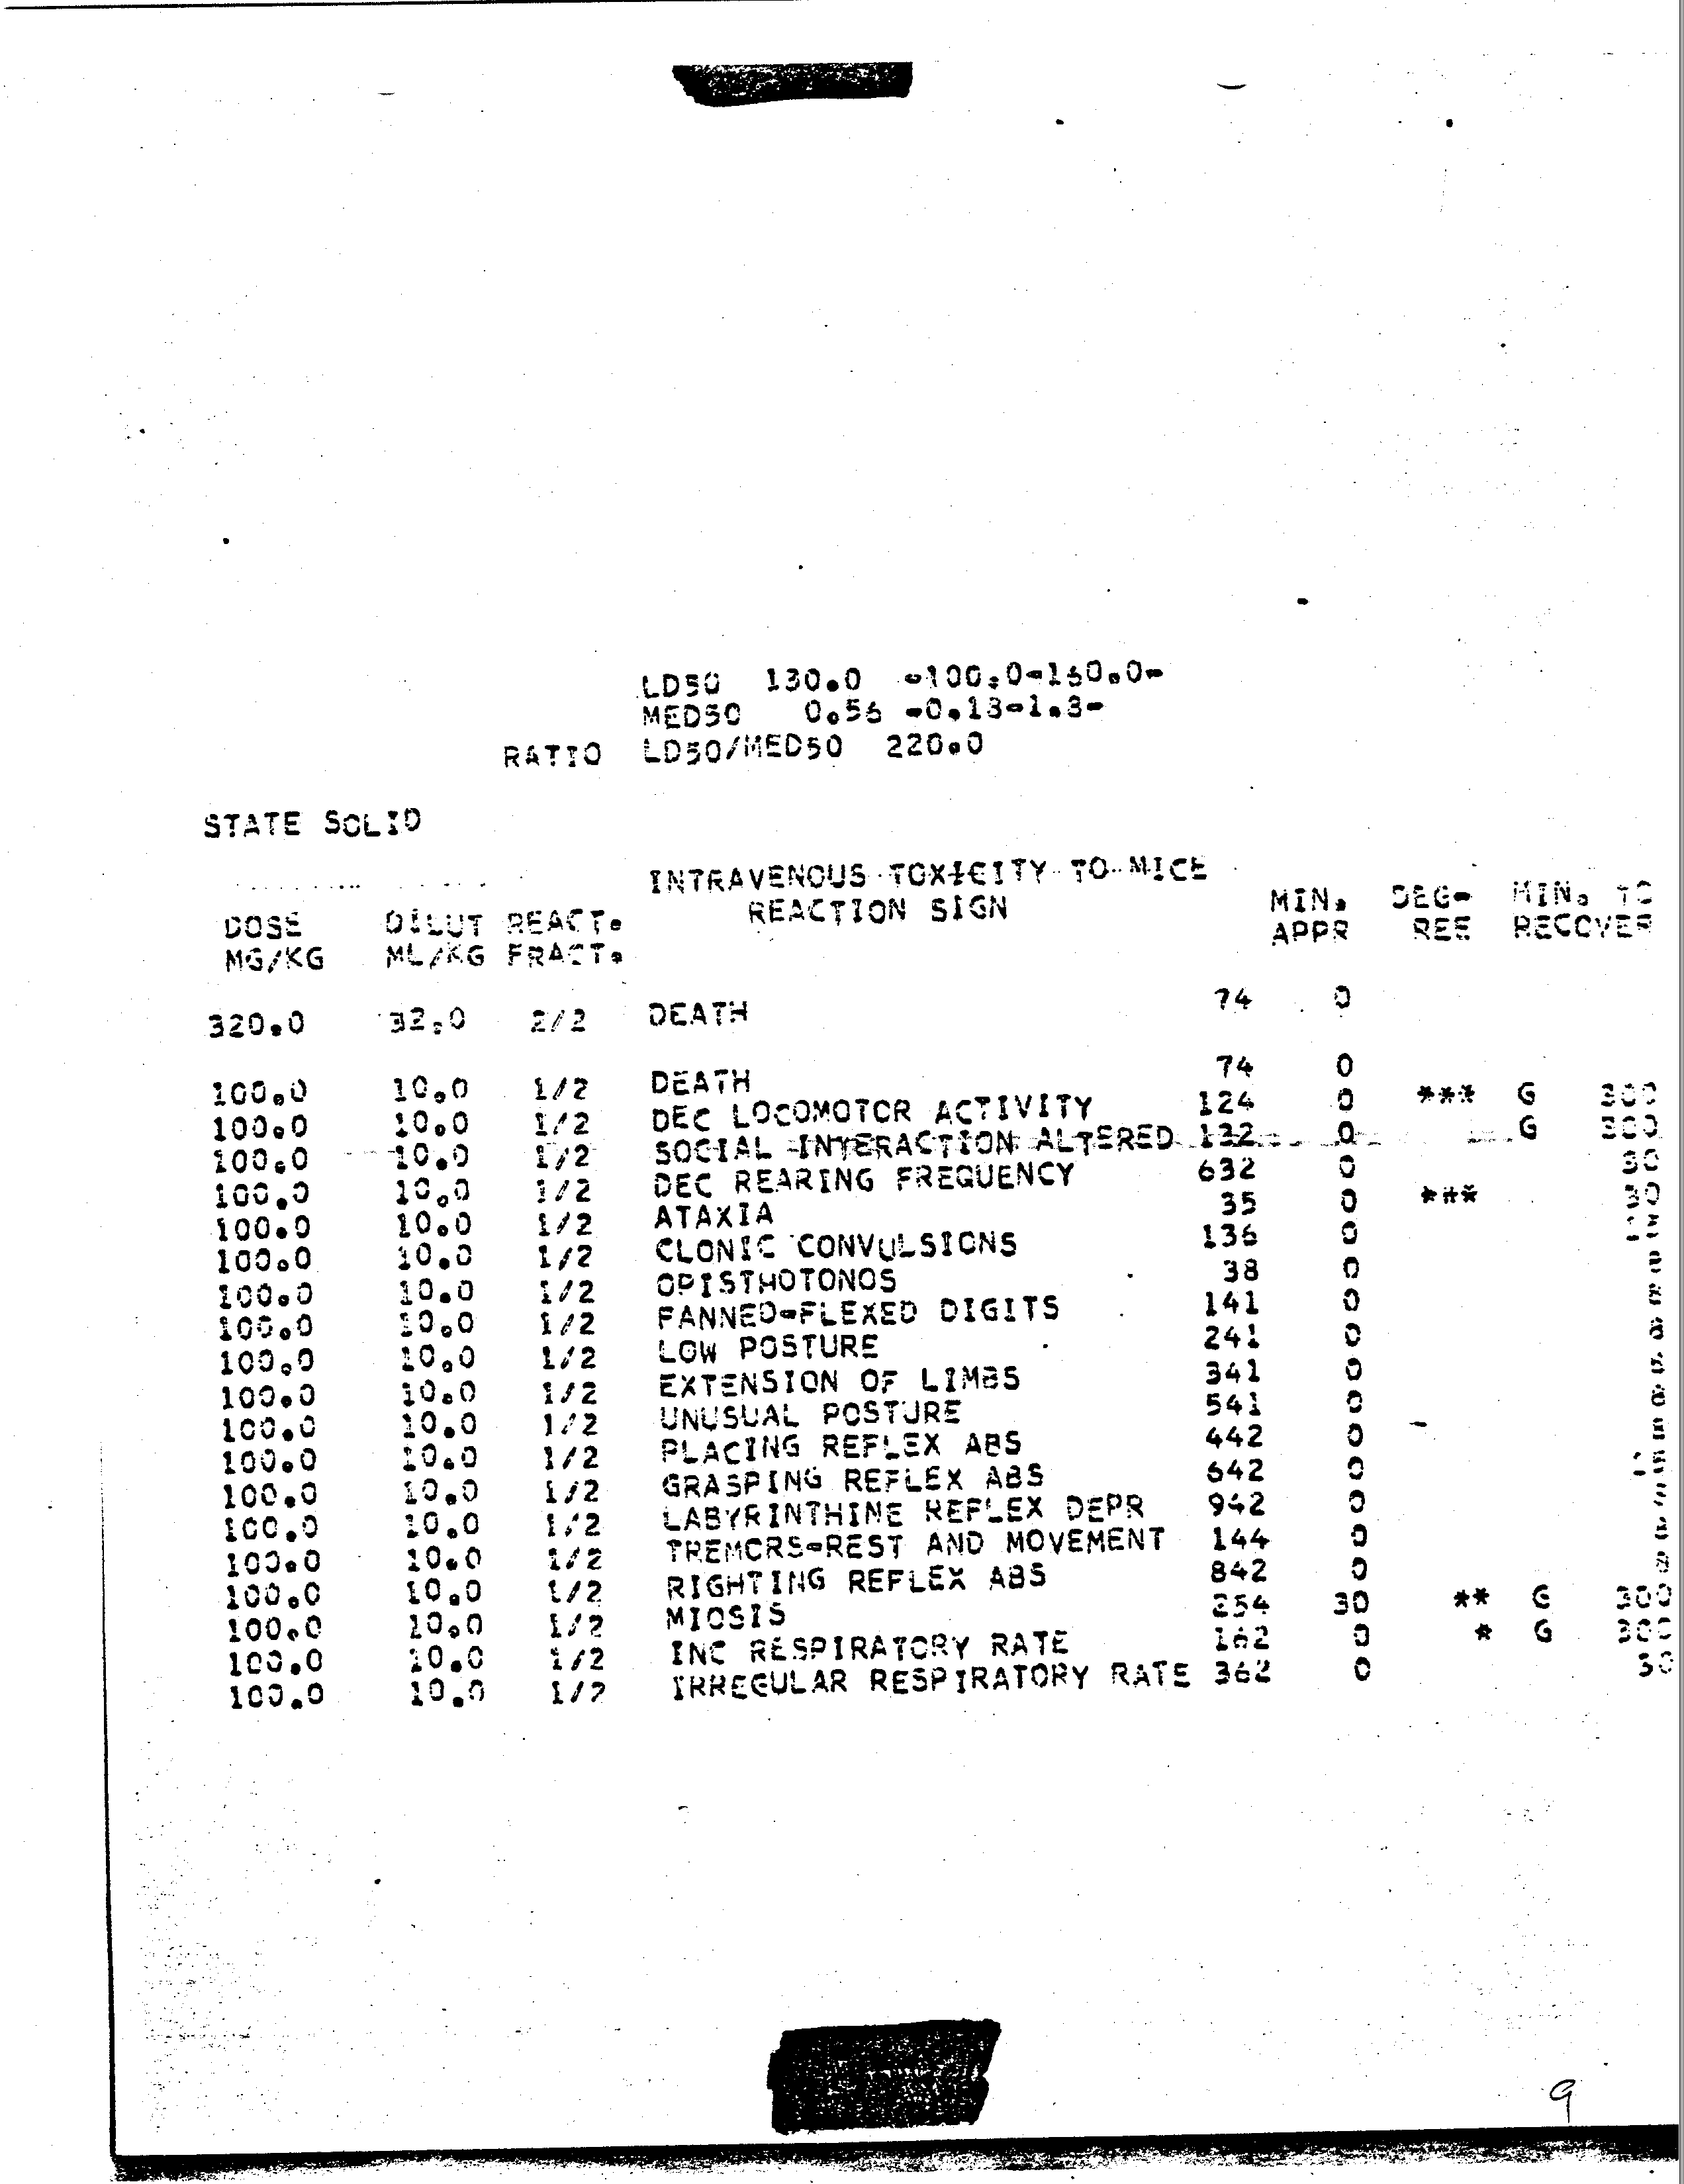 LD50 130.0 -100.0-160.0-
MED50 0.56 -0.13-1.3-
RATIO LD50/MED50 220.0
STATE SOLID
INTRAVENOUS TOXICITY TO MICE
DOSE DILUT REACT. REACTION SIGN MIN. DEG- MIN. TO
MG/KG ML/KG FRACT. APPR REE RECOVER
320.0 32.0 2/2 DEATH 74 0
100.0 10.0 1/2 DEATH 74 0
100.0 10.0 1/2 DEC LOCOMOTOR ACTIVITY 124 0 *** G 300
100.0 10.0 1/2 SOCIAL INTERACTION ALTERED 132 0 G 300
100.0 10.0 1/2 DEC REARING FREQUENCY 632 0 30
100.0 10.0 1/2 ATAXIA 35 0 *** 30
100.0 10.0 1/2 CLONIC CONVULSIONS 136 0
100.0 10.0 1/2 OPISTHOTONOS 38 0
100.0 10.0 1/2 FANNED-FLEXED DIGITS 141 0
100.0 10.0 1/2 LOW POSTURE 241 0
100.0 10.0 1/2 EXTENSION OF LIMBS 341 0
100.0 10.0 1/2 UNUSUAL POSTURE 541 0
100.0 10.0 1/2 PLACING REFLEX ABS 442 0
100.0 10.0 1/2 GRASPING REFLEX ABS 642 0
100.0 10.0 1/2 LABYRINTHINE REFLEX DEPR 942 0
100.0 10.0 1/2 TREMORS-REST AND MOVEMENT 144 0
100.0 10.0 1/2 RIGHTING REFLEX ABS 842 0
100.0 10.0 1/2 MIOSIS 254 30 ** G 300
100.0 10.0 1/2 INC RESPIRATORY RATE 162 0 * G 300
100.0 10.0 1/2 IRREGULAR RESPIRATORY RATE 362 0
9